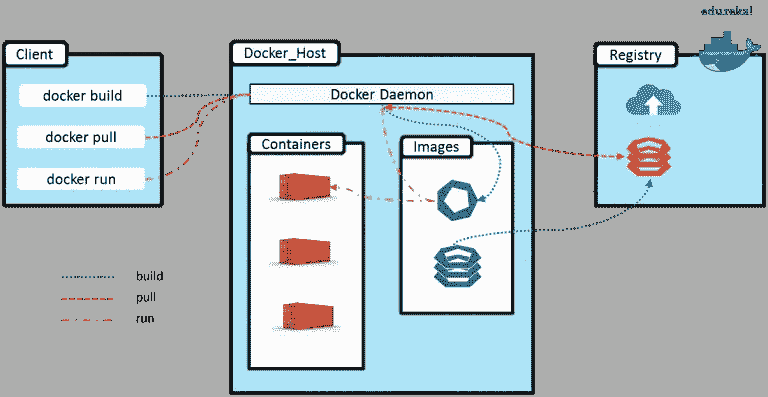 edureka!
Client
Docker_Host
Registry
docker build
Docker Daemon
docker pull
Containers
Images
docker run
build
pull
run